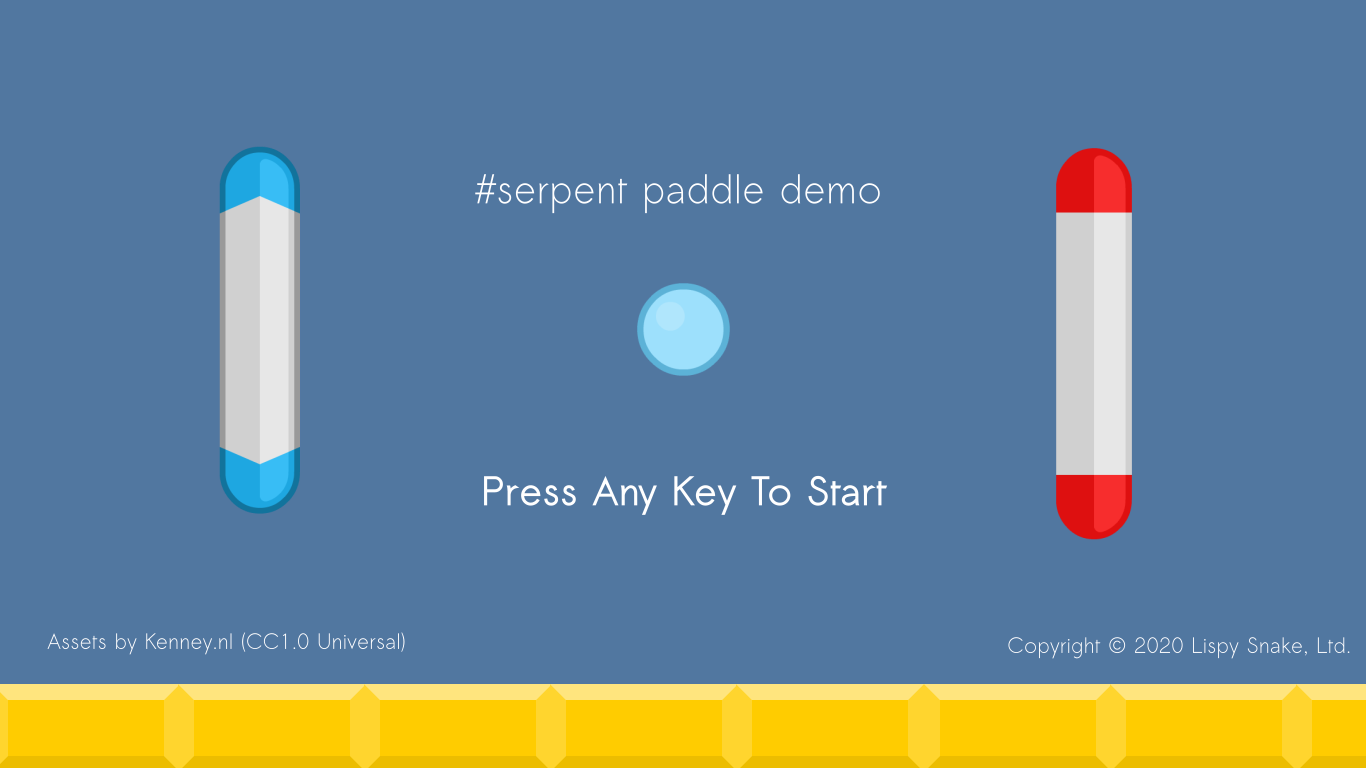 #serpent paddle demo
Press Any Key To Start
Assets by Kenney.nl (CC1.0 Universal)
Copyright © 2020 Lispy Snake, Ltd.